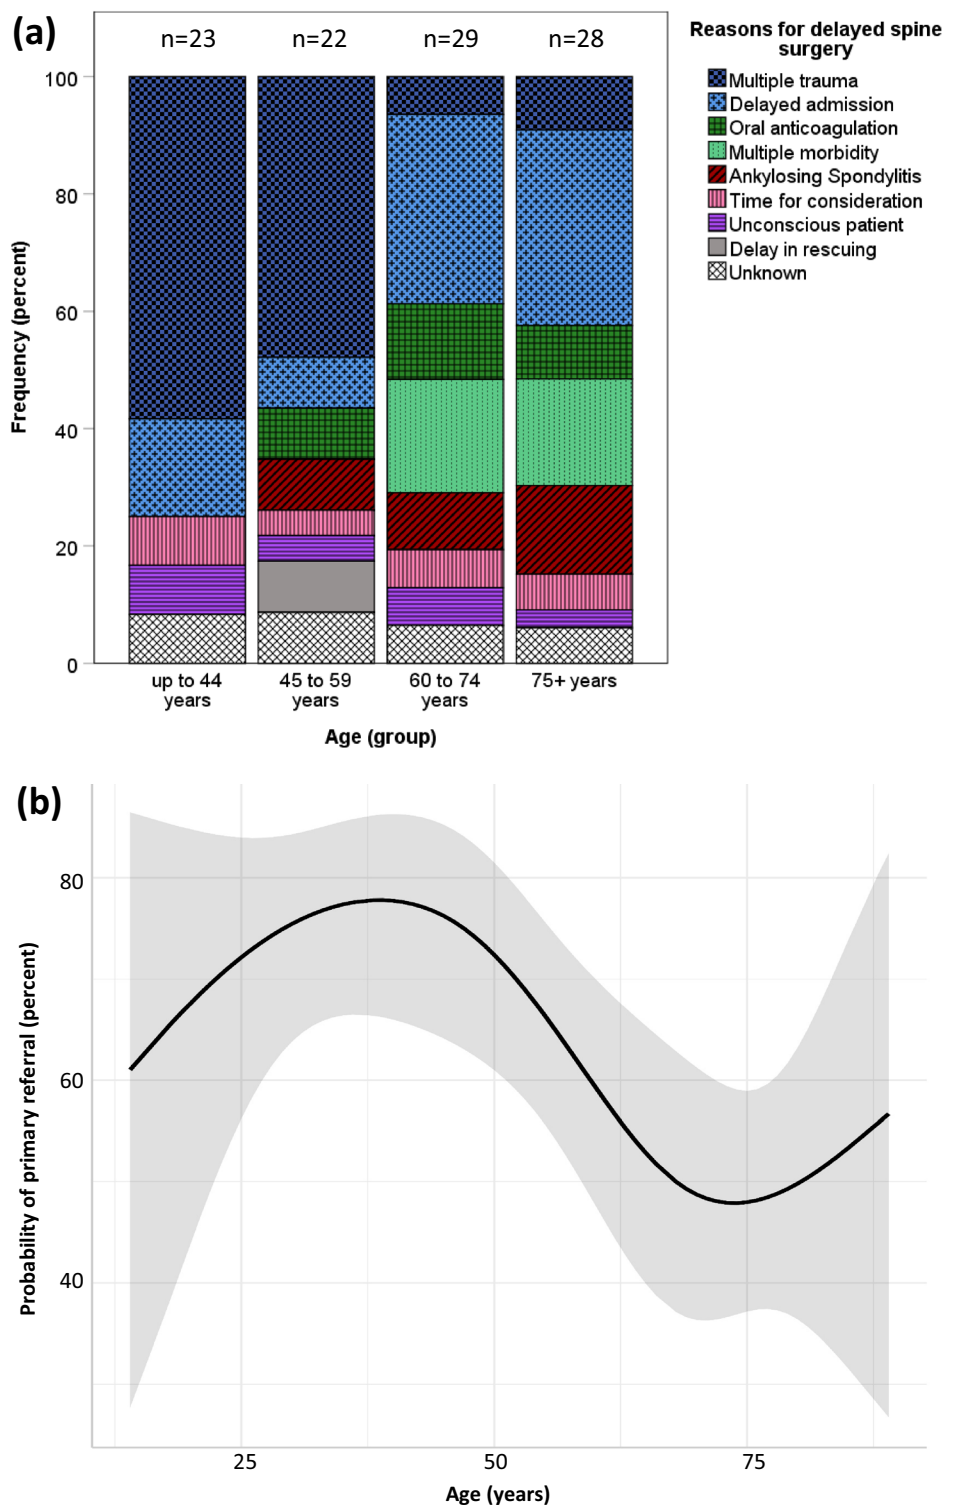 (a)
n=23
n=22
n=29
n=28
Reasons for delayed spine
surgery
Multiple trauma
Delayed admission
Oral anticoagulation
Multiple morbidity
Ankylosing Spondylitis
Time for consideration
Unconscious patient
Delay in rescuing
Unknown
Frequency (percent)
100
80
60
40
20
0
up to 44
years
45 to 59
years
60 to 74
years
75+ years
Age (group)
(b)
Probability of primary referral (percent)
80
60
40
25
50
75
Age (years)